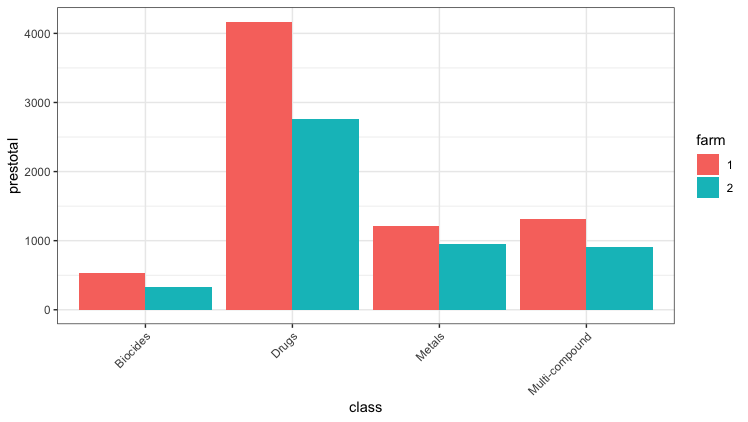 4000
3000
2000
1000
0
prestotal
Biocides
Drugs
Metals
Multi-compound
class
farm
1
2